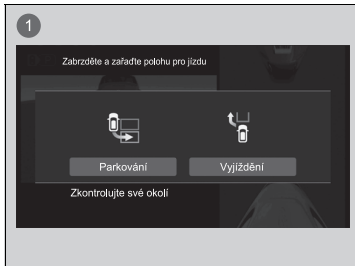 1
Zabrzděte a zařaďte polohu pro jízdu
Parkování
Vyjíždění
Zkontrolujte své okolí